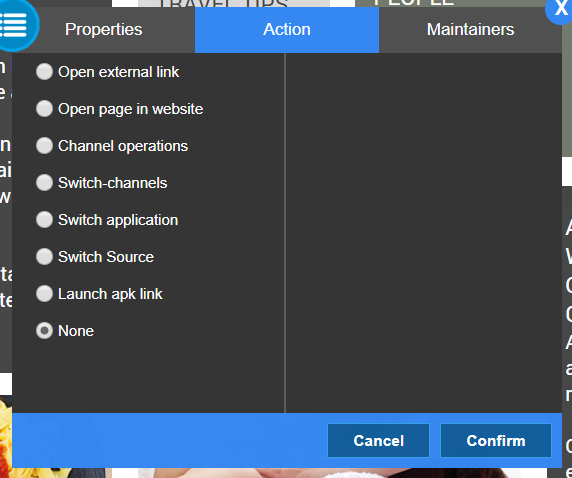 TRAVEL TIPS
PEOPLE
X
Properties
Action
Maintainers
Open external link
Open page in website
Channel operations
Switch-channels
Switch application
Switch Source
Launch apk link
None
Cancel
Confirm